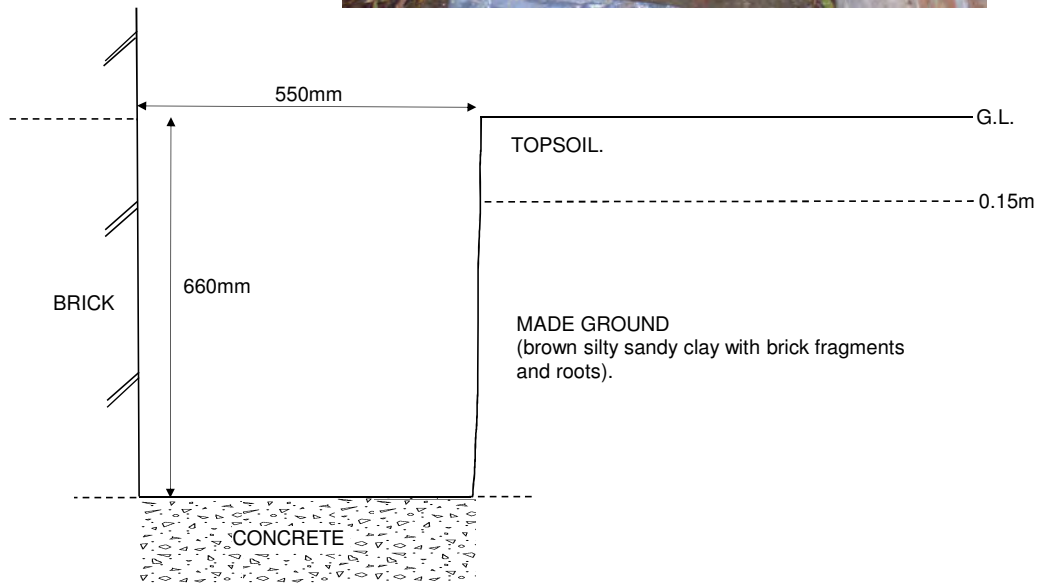 550mm
G.L.
TOPSOIL.
0.15m
660mm
BRICK
MADE GROUND
(brown silty sandy clay with brick fragments
and roots).
CONCRETE